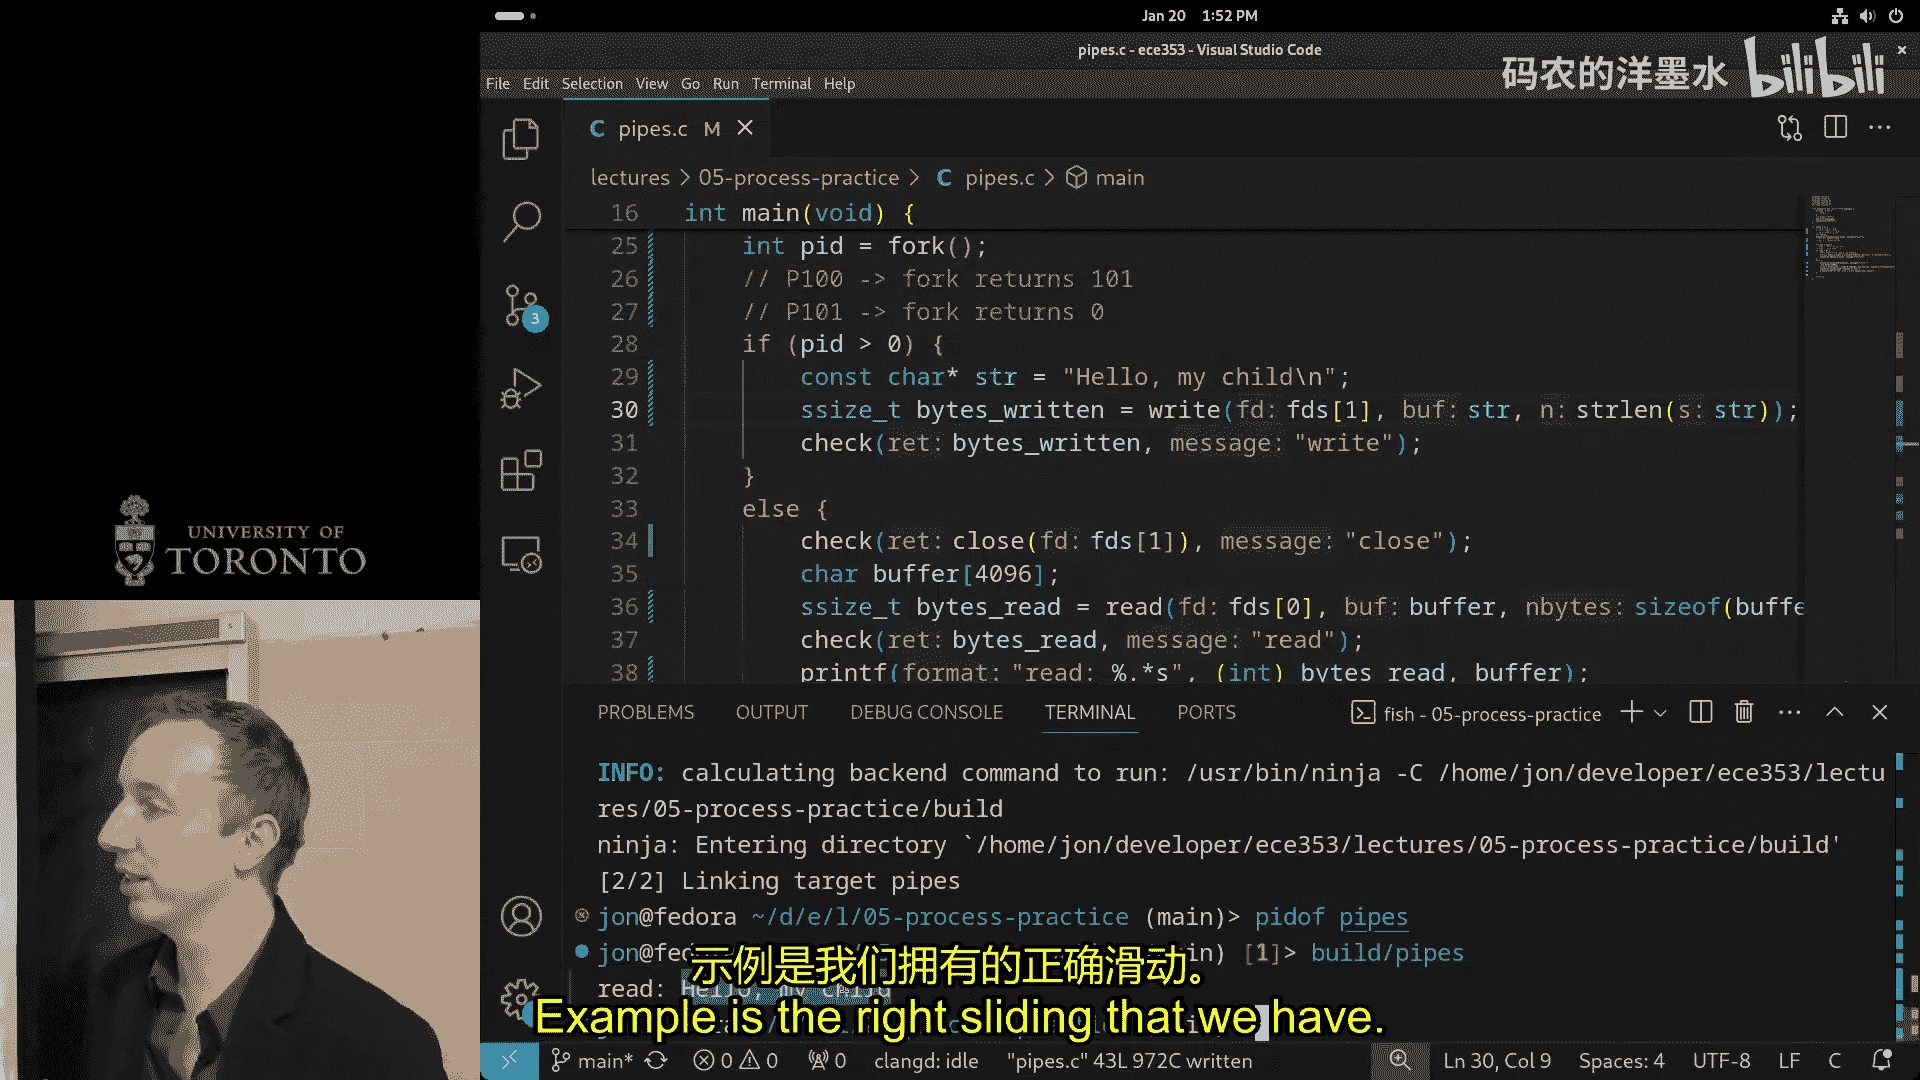 Jan 20 1:52 PM
pipes.c - ece353 - Visual Studio Code
码农的洋墨水 bilibili
File Edit Selection View Go Run Terminal Help
C pipes.c M
lectures > 05-process-practice > C pipes.c > main
16 int main(void) {
25 int pid = fork();
26 // P100 -> fork returns 101
27 // P101 -> fork returns 0
28 if (pid > 0) {
29 const char* str = "Hello, my child\n";
30 ssize_t bytes_written = write(fd: fds[1], buf: str, n: strlen(s: str));
31 check(ret: bytes_written, message: "write");
32 }
33 else {
34 check(ret: close(fd: fds[1]), message: "close");
35 char buffer[4096];
36 ssize_t bytes_read = read(fd: fds[0], buf: buffer, nbytes: sizeof(buffe
37 check(ret: bytes_read, message: "read");
38 printf(format: "read: %.*s", (int) bytes_read, buffer);
3
UNIVERSITY OF
TORONTO
PROBLEMS OUTPUT DEBUG CONSOLE TERMINAL PORTS fish - 05-process-practice
INFO: calculating backend command to run: /usr/bin/ninja -C /home/jon/developer/ece353/lectu
res/05-process-practice/build
ninja: Entering directory `/home/jon/developer/ece353/lectures/05-process-practice/build'
[2/2] Linking target pipes
jon@fedora ~/d/e/l/05-process-practice (main)> pidof pipes
[1]> build/pipes
read: Hello, my child
示例是我们拥有的正确滑动。
Example is the right sliding that we have.
main* 0 0 0 clangd: idle "pipes.c" 43L 972C written Ln 30, Col 9 Spaces: 4 UTF-8 LF C